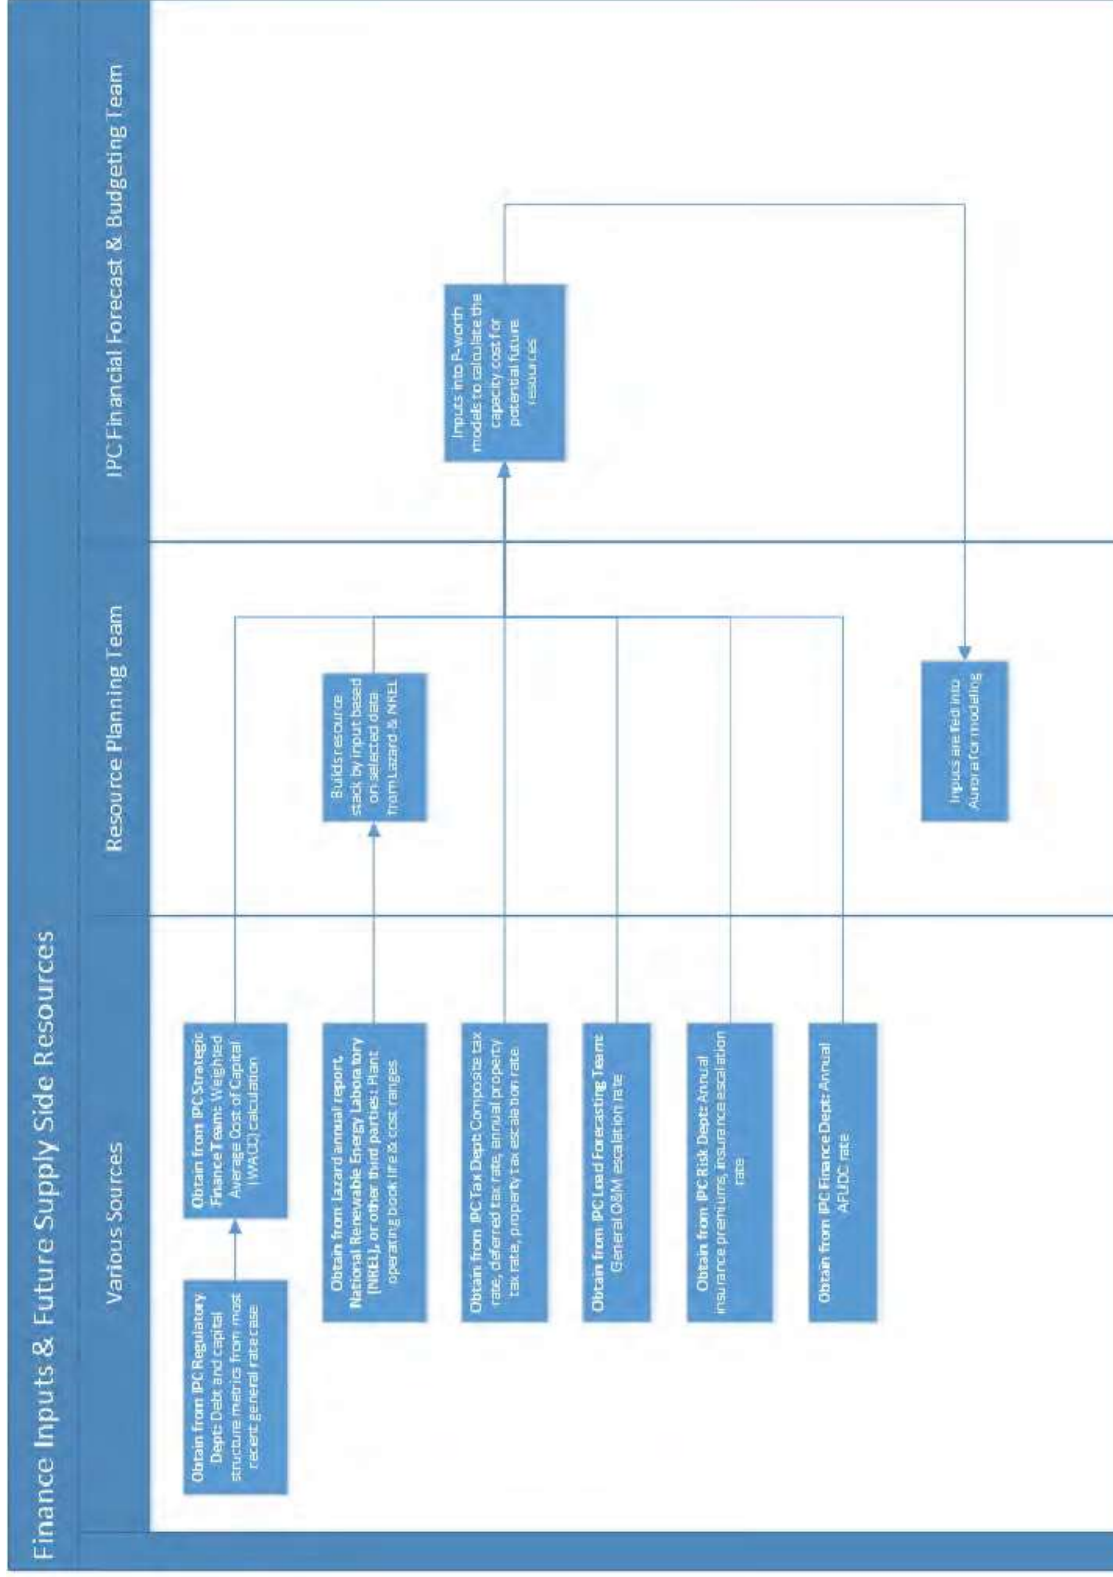 Finance Inputs & Future Supply Side Resources
Various Sources
Resource Planning Team
IPC Financial Forecast & Budgeting Team
Obtain from IPC Regulatory
Dept: Debt and capital
structure metrics from most
recent general rate case
Obtain from IPC Strategic
Finance Team: Weighted
Average Cost of Capital
(WACC) calculation
Obtain from Lazard annual report,
National Renewable Energy Laboratory
(NREL), or other third parties: Plant
operating book life & cost ranges
Builds resource
stack by input based
on selected data
from Lazard & NREL
Obtain from IPC Tax Dept: Composite tax
rate, deferred tax rate, annual property
tax rate, property tax escalation rate.
Obtain from IPC Load Forecasting Team:
General O&M escalation rate
Obtain from IPC Risk Dept: Annual
insurance premiums, insurance escalation
rate
Obtain from IPC Finance Dept: Annual
AFUDC rate
Inputs into P-worth
models to calculate the
capacity cost for
potential future
resources
Inputs are fed into
Aurora for modeling